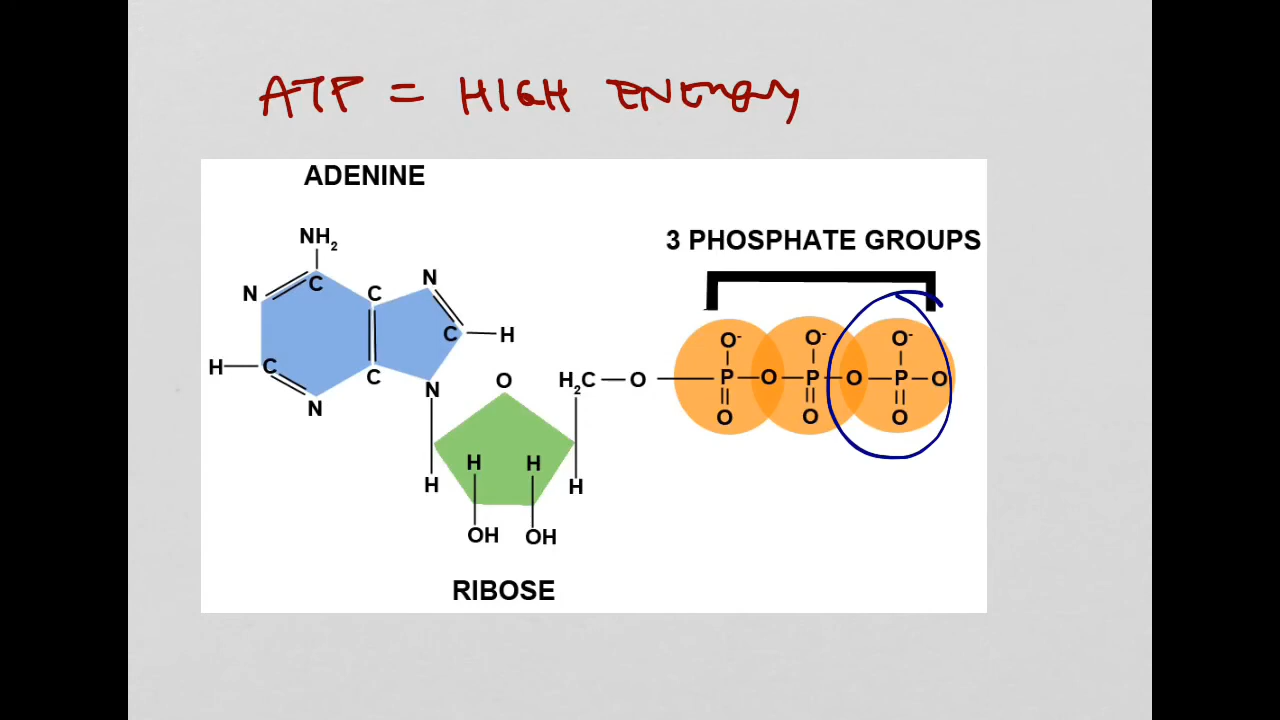 ATP = HIGH ENERGY
ADENINE
3 PHOSPHATE GROUPS
NH2
N C C N
C H
O- O- O-
H C C N
N
O H2C O P O P O P O
O O O
H H
H H
OH OH
RIBOSE